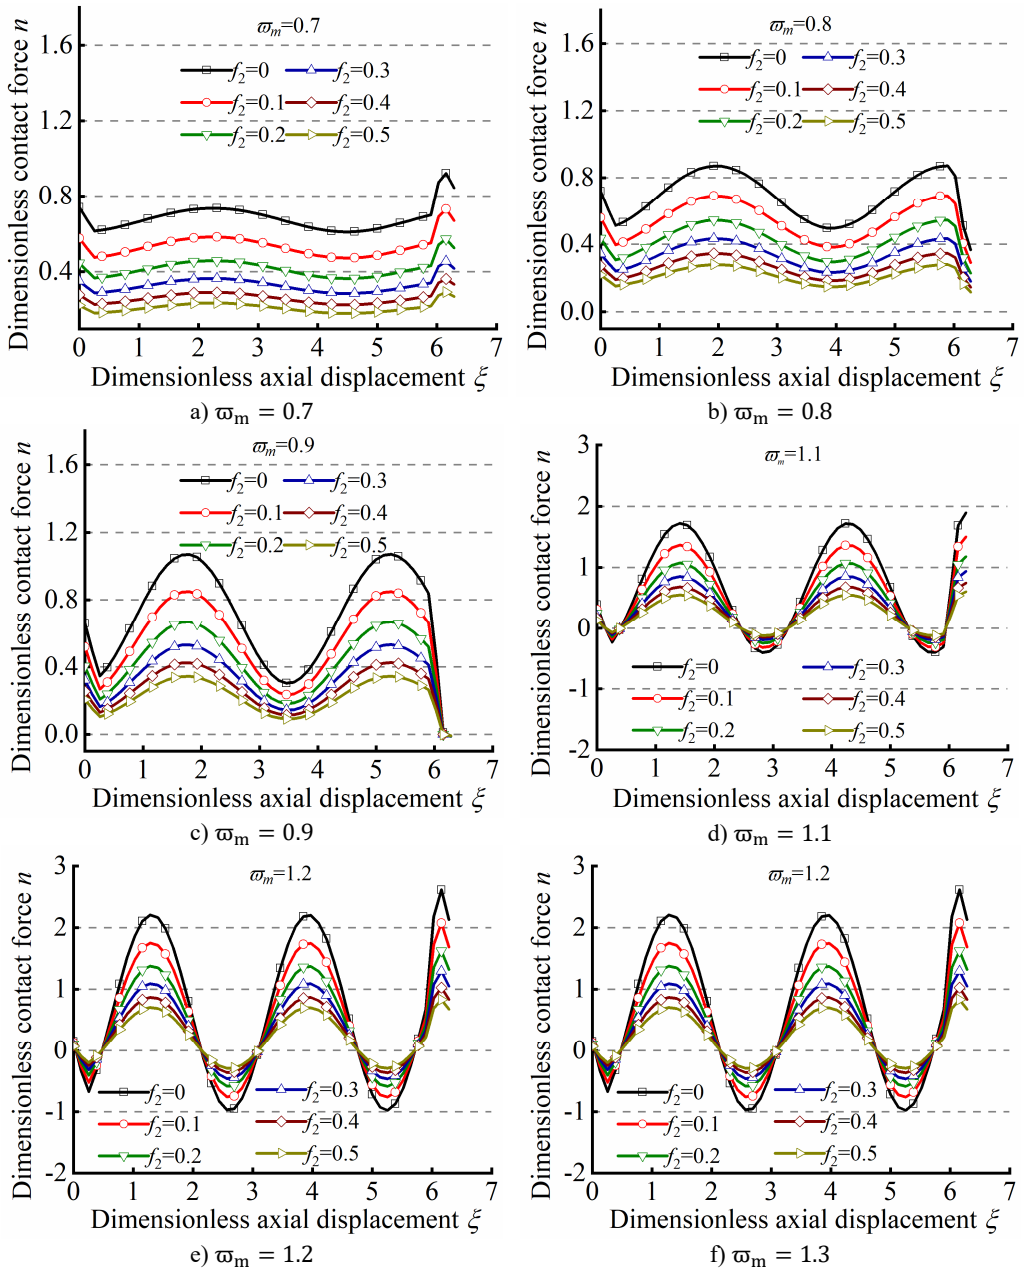 ϖm=0.7
Dimensionless contact force n
1.6
1.2
0.8
0.4
f2=0
f2=0.3
f2=0.1
f2=0.4
f2=0.2
f2=0.5
0 1 2 3 4 5 6 7
Dimensionless axial displacement ξ
a) ϖm = 0.7
ϖm=0.8
Dimensionless contact force n
1.6
1.2
0.8
0.4
0.0
f2=0
f2=0.3
f2=0.1
f2=0.4
f2=0.2
f2=0.5
0 1 2 3 4 5 6 7
Dimensionless axial displacement ξ
b) ϖm = 0.8
ϖm=0.9
Dimensionless contact force n
1.6
1.2
0.8
0.4
0.0
f2=0
f2=0.3
f2=0.1
f2=0.4
f2=0.2
f2=0.5
0 1 2 3 4 5 6 7
Dimensionless axial displacement ξ
c) ϖm = 0.9
ϖm=1.1
Dimensionless contact force n
3
2
1
0
-1
-2
f2=0
f2=0.3
f2=0.1
f2=0.4
f2=0.2
f2=0.5
0 1 2 3 4 5 6 7
Dimensionless axial displacement ξ
d) ϖm = 1.1
ϖm=1.2
Dimensionless contact force n
3
2
1
0
-1
-2
f2=0
f2=0.3
f2=0.1
f2=0.4
f2=0.2
f2=0.5
0 1 2 3 4 5 6 7
Dimensionless axial displacement ξ
e) ϖm = 1.2
ϖm=1.2
Dimensionless contact force n
3
2
1
0
-1
-2
f2=0
f2=0.3
f2=0.1
f2=0.4
f2=0.2
f2=0.5
0 1 2 3 4 5 6 7
Dimensionless axial displacement ξ
f) ϖm = 1.3